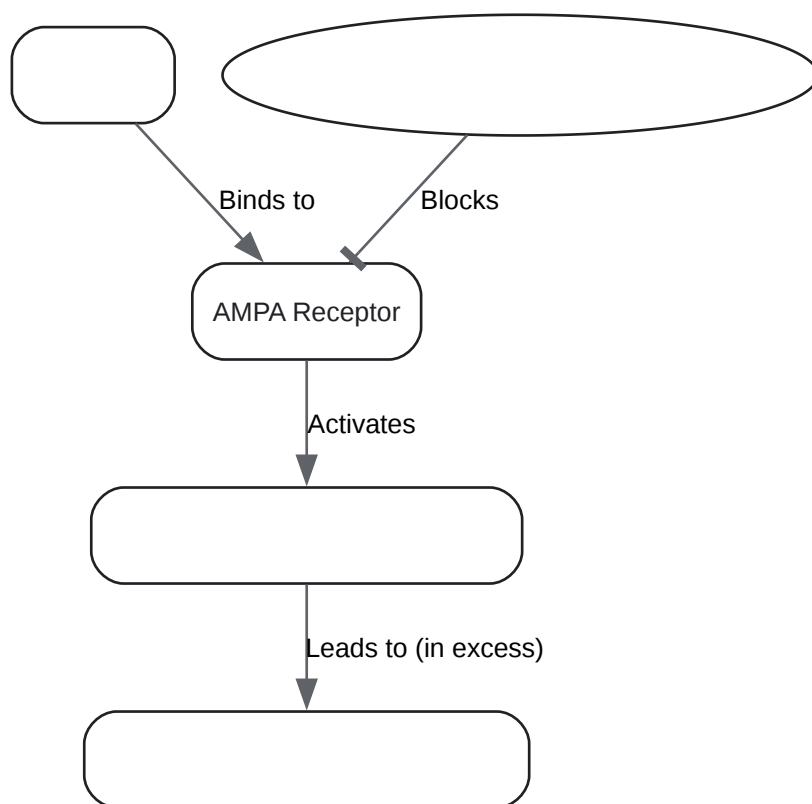 Binds to
Blocks
AMPA Receptor
Activates
Leads to (in excess)